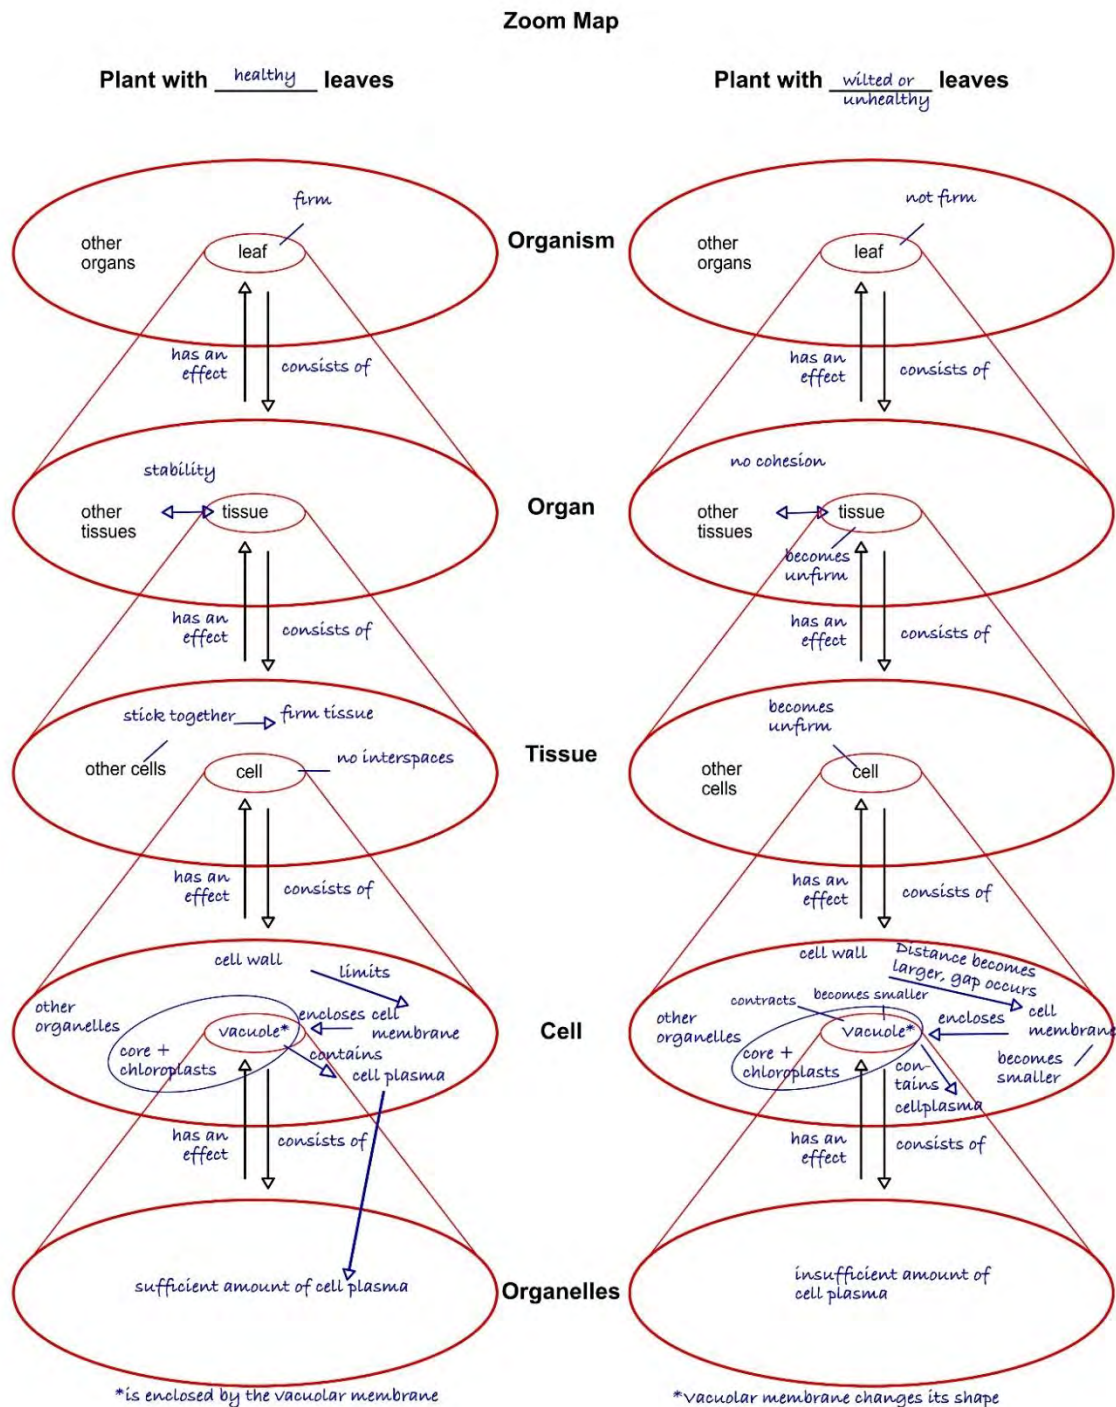 Zoom Map
Plant with healthy leaves
firm
other
organs
leaf
has an
effect
consists of
stability
other
tissues
tissue
has an
effect
consists of
stick together
firm tissue
other cells
cell
no interspaces
has an
effect
consists of
cell wall
limits
other
organelles
vacuole*
encloses
cell
membrane
core +
chloroplasts
contains
cell plasma
has an
effect
consists of
sufficient amount of cell plasma
*is enclosed by the vacuolar membrane
Organism
Organ
Tissue
Cell
Organelles
Plant with wilted or leaves
unhealthy
not firm
other
organs
leaf
has an
effect
consists of
no cohesion
other
tissues
tissue
becomes
unfirm
has an
effect
consists of
becomes
unfirm
other
cells
cell
has an
effect
consists of
cell wall
Distance becomes
larger, gap occurs
contracts
becomes smaller
other
organelles
vacuole*
encloses
cell
membrane
core +
chloroplasts
con-
tains
cellplasma
becomes
smaller
has an
effect
consists of
insufficient amount of
cell plasma
*vacuolar membrane changes its shape